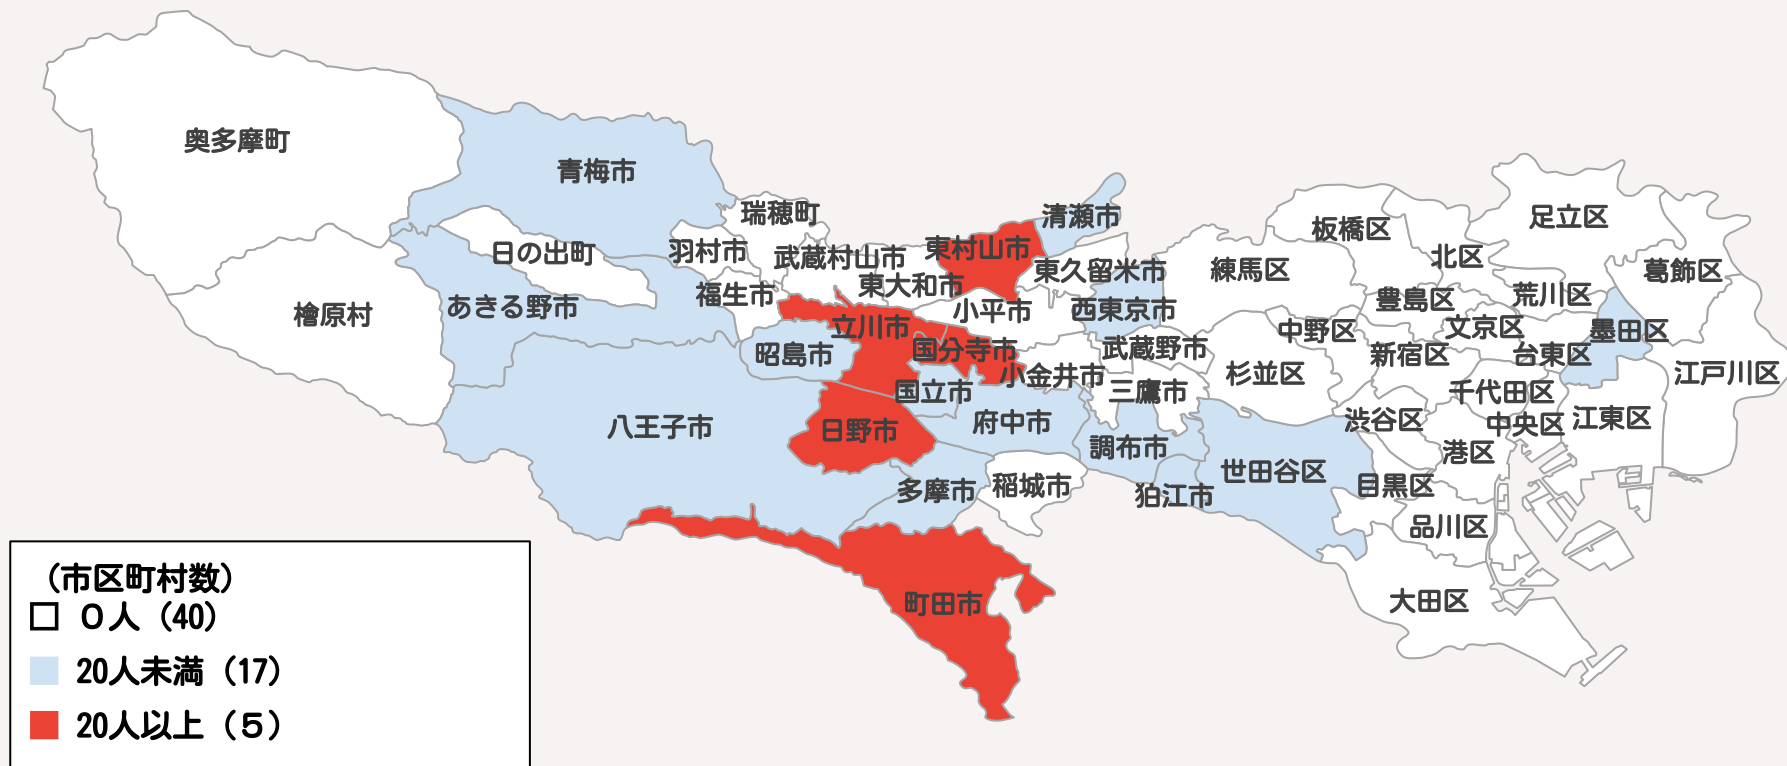 奥多摩町
青梅市
瑞穂町
清瀬市
足立区
板橋区
日の出町
羽村市
武蔵村山市
東村山市
東久留米市
練馬区
北区
葛飾区
檜原村
あきる野市
福生市
東大和市
小平市
西東京市
豊島区
荒川区
立川市
中野区
文京区
墨田区
昭島市
国分寺市
武蔵野市
新宿区
台東区
小金井市
杉並区
江戸川区
国立市
三鷹市
千代田区
八王子市
日野市
府中市
渋谷区
中央区
江東区
調布市
港区
多摩市
稲城市
狛江市
世田谷区
目黒区
品川区
町田市
大田区
（市区町村数）
０人（40）
20人未満（17）
20人以上（５）